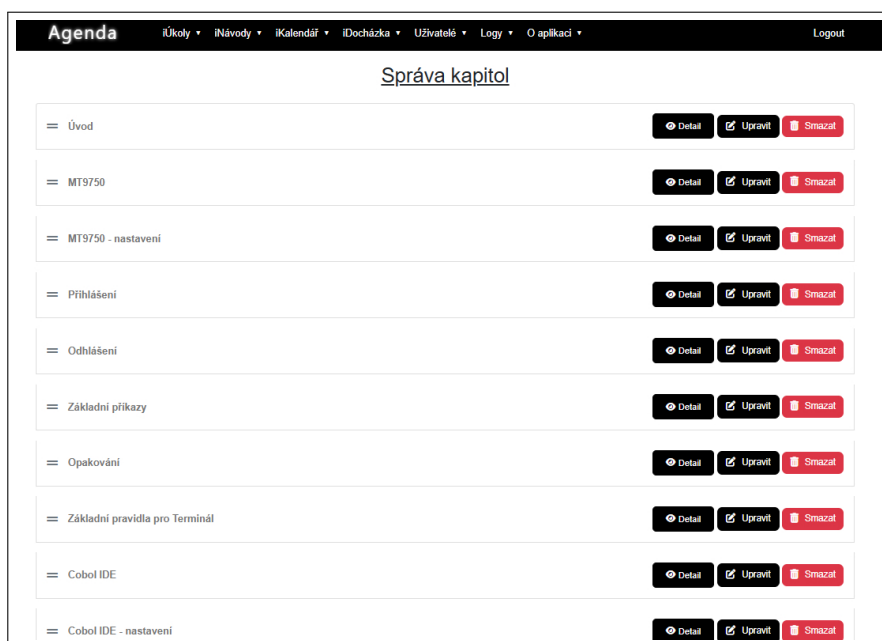 Agenda iÚkoly iNávody iKalendář iDocházka Uživatelé Logy O aplikaci Logout
Správa kapitol
Úvod Detail Upravit Smazat
MT9750 Detail Upravit Smazat
MT9750 - nastavení Detail Upravit Smazat
Přihlášení Detail Upravit Smazat
Odhlášení Detail Upravit Smazat
Základní příkazy Detail Upravit Smazat
Opakování Detail Upravit Smazat
Základní pravidla pro Terminál Detail Upravit Smazat
Cobol IDE Detail Upravit Smazat
Cobol IDE - nastavení Detail Upravit Smazat